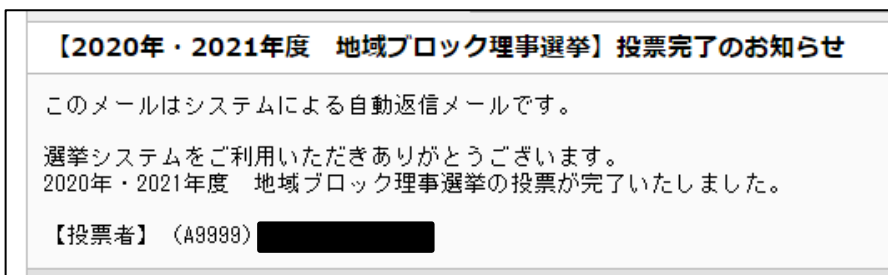 【2020年・2021年度　地域ブロック理事選挙】投票完了のお知らせ
このメールはシステムによる自動返信メールです。
選挙システムをご利用いただきありがとうございます。
2020年・2021年度　地域ブロック理事選挙の投票が完了いたしました。
【投票者】（A9999）